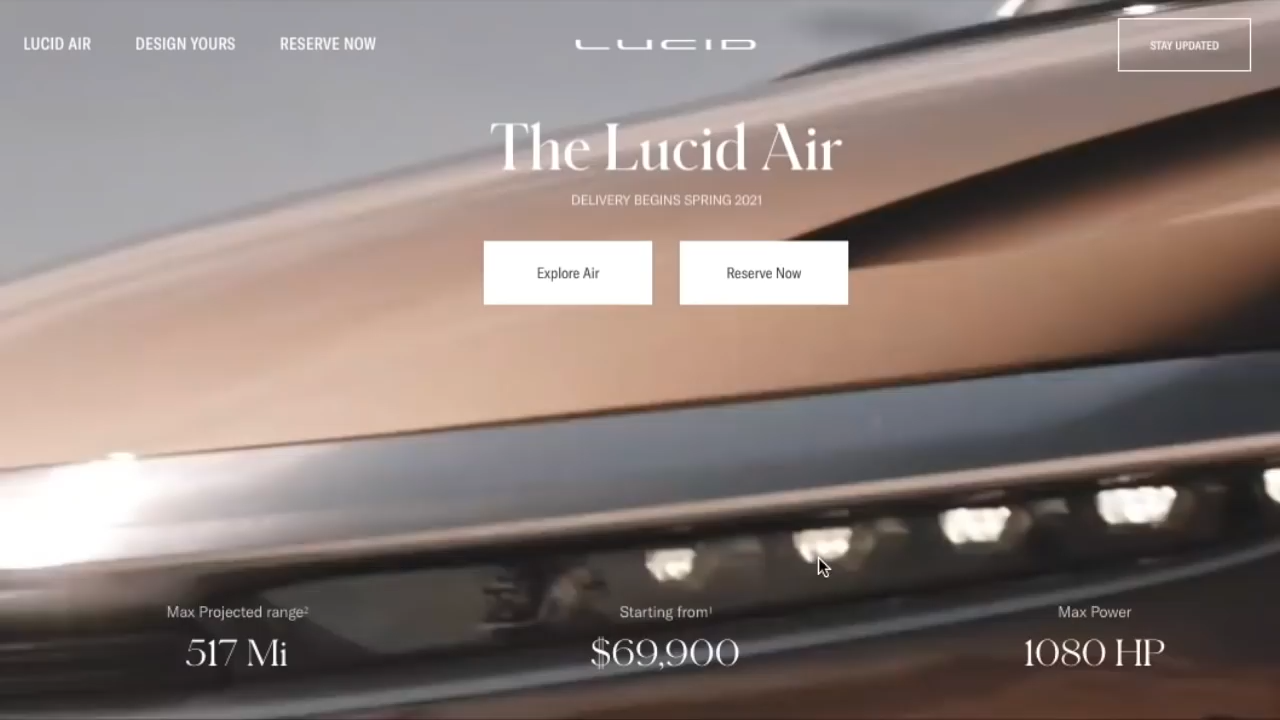 LUCID AIR DESIGN YOURS RESERVE NOW LUCID STAY UPDATED
The Lucid Air
DELIVERY BEGINS SPRING 2021
Explore Air Reserve Now
Max Projected range² Starting from¹ Max Power
517 Mi $69,900 1080 HP